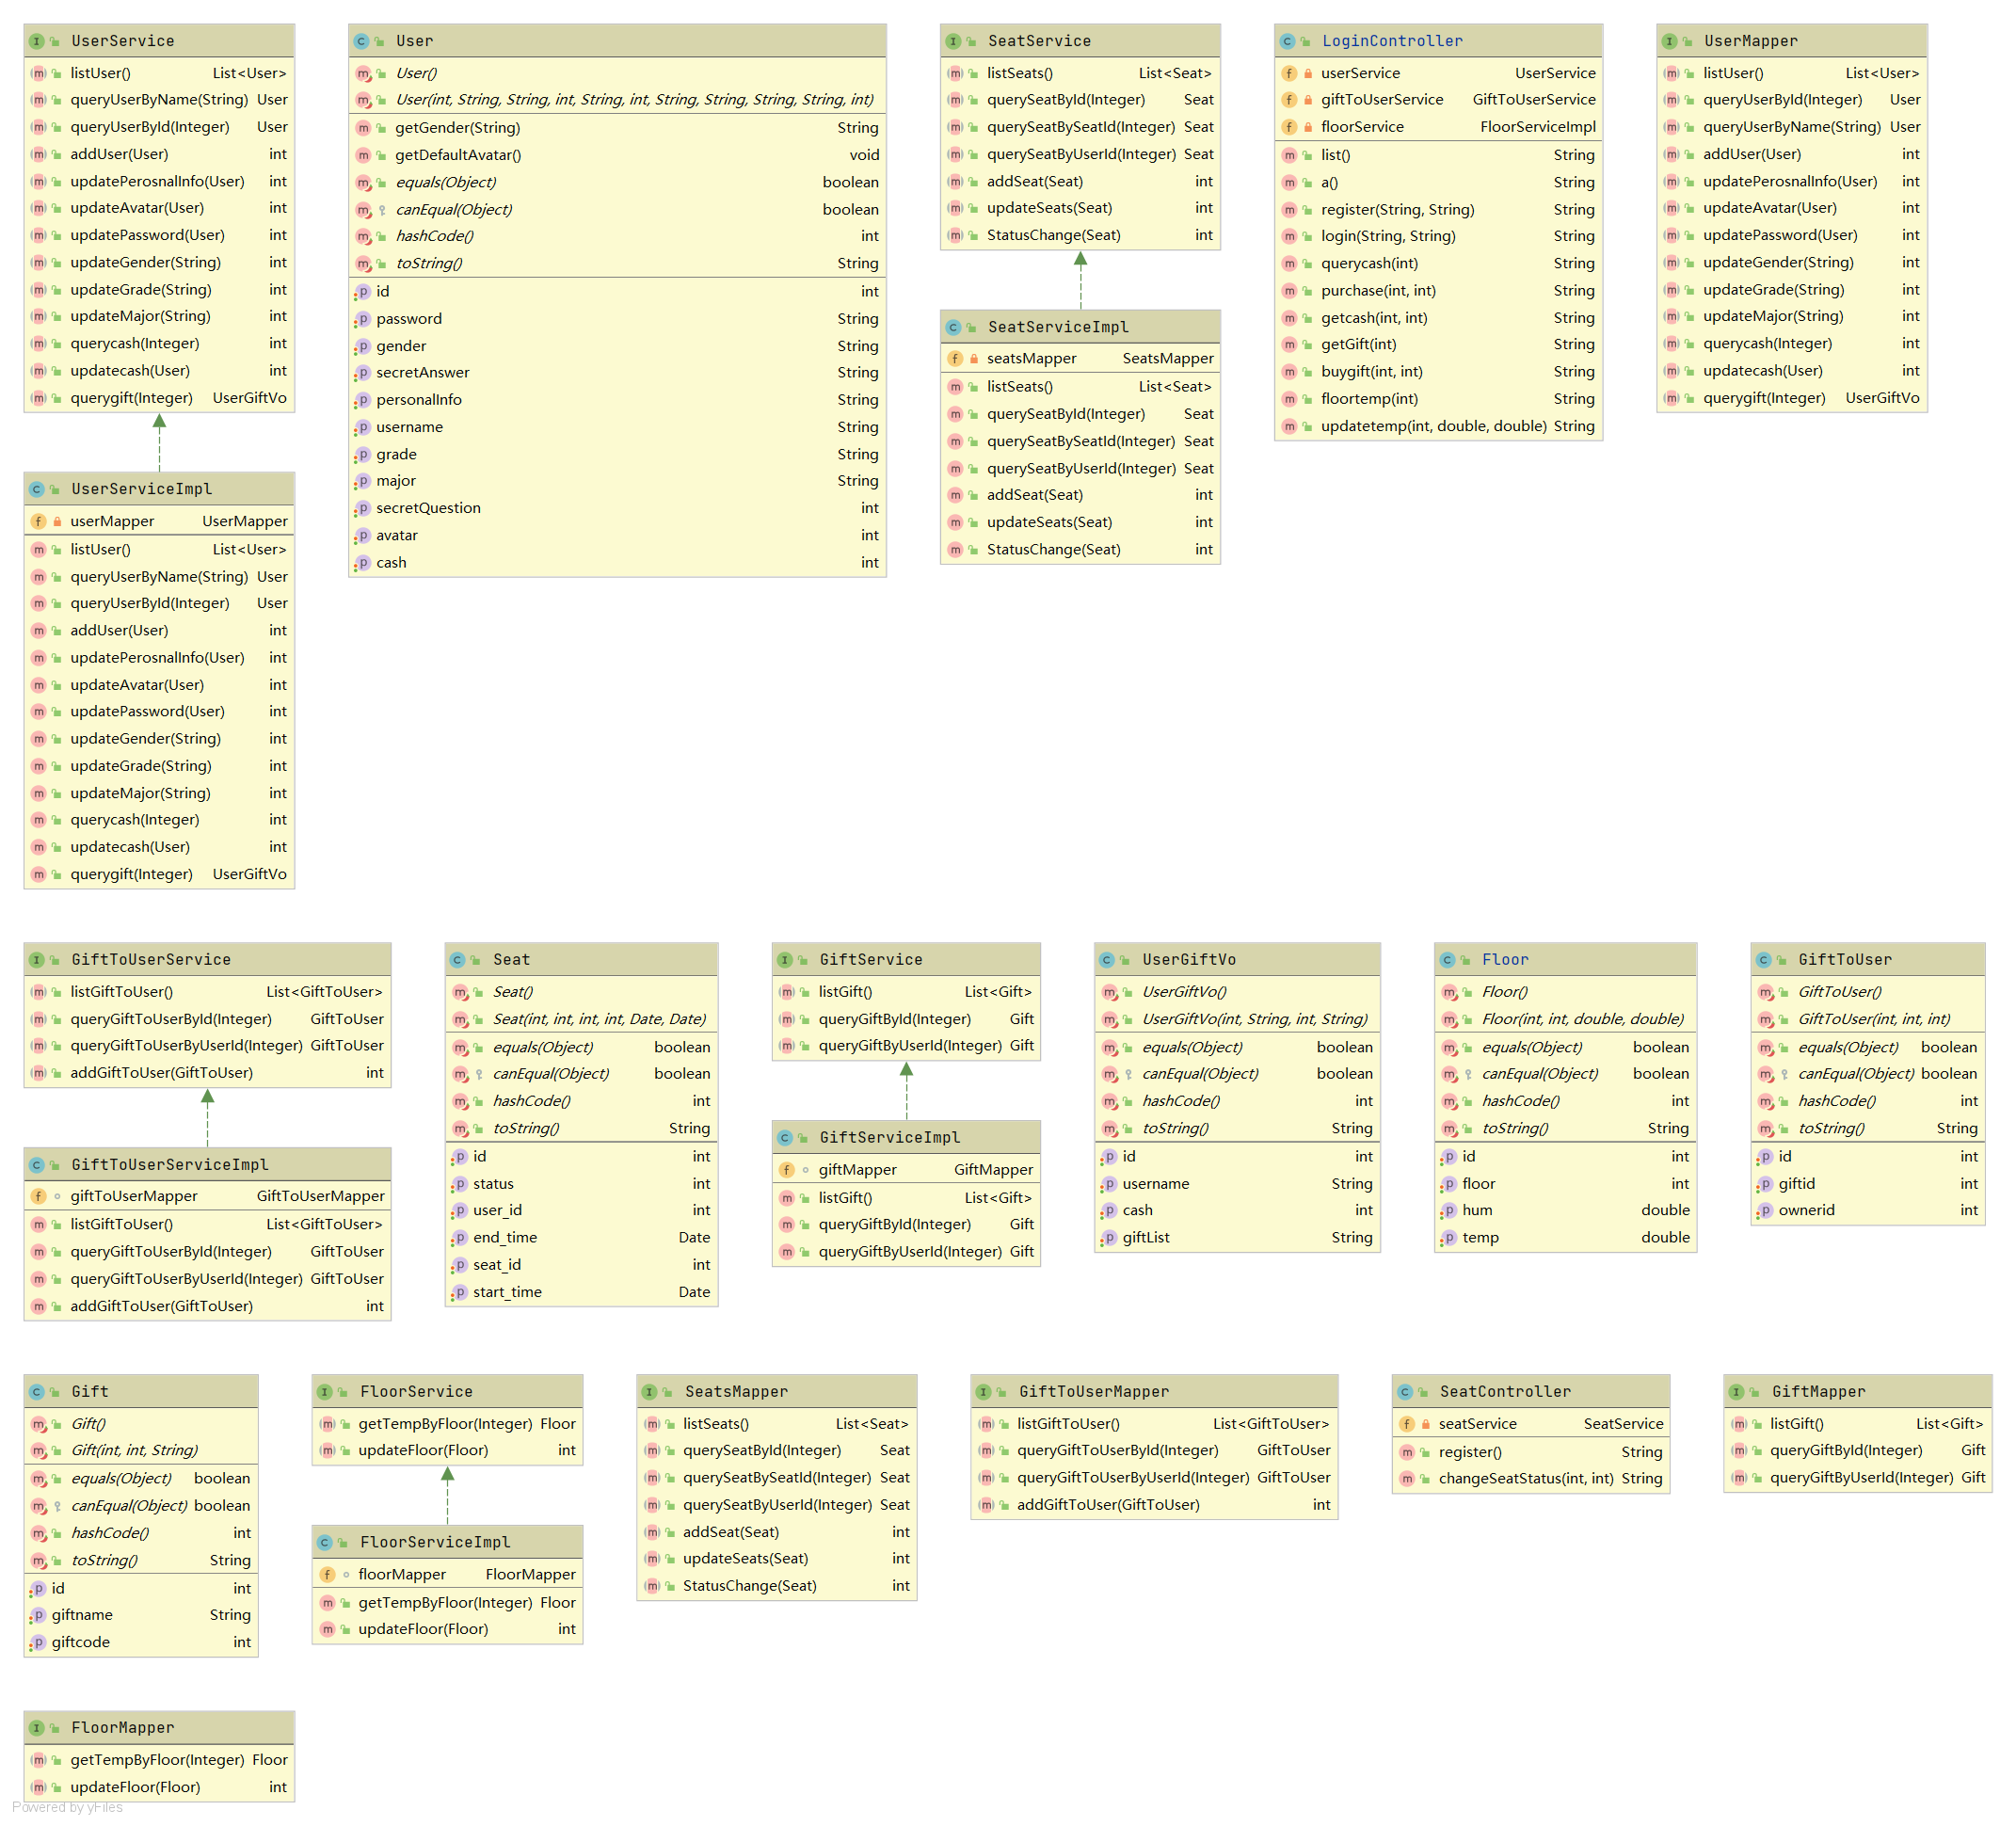 UserService
listUser() List<User>
queryUserByName(String) User
queryUserById(Integer) User
addUser(User) int
updatePerosnalInfo(User) int
updateAvatar(User) int
updatePassword(User) int
updateGender(String) int
updateGrade(String) int
updateMajor(String) int
querycash(Integer) int
updatecash(User) int
querygift(Integer) UserGiftVo
UserServiceImpl
userMapper UserMapper
listUser() List<User>
queryUserByName(String) User
queryUserById(Integer) User
addUser(User) int
updatePerosnalInfo(User) int
updateAvatar(User) int
updatePassword(User) int
updateGender(String) int
updateGrade(String) int
updateMajor(String) int
querycash(Integer) int
updatecash(User) int
querygift(Integer) UserGiftVo
User
User()
User(int, String, String, int, String, int, String, String, String, String, int)
getGender(String) String
getDefaultAvatar() void
equals(Object) boolean
canEqual(Object) boolean
hashCode() int
toString() String
id int
password String
gender String
secretAnswer String
personalInfo String
username String
grade String
major String
secretQuestion int
avatar int
cash int
SeatService
listSeats() List<Seat>
querySeatById(Integer) Seat
querySeatBySeatId(Integer) Seat
querySeatByUserId(Integer) Seat
addSeat(Seat) int
updateSeats(Seat) int
StatusChange(Seat) int
SeatServiceImpl
seatsMapper SeatsMapper
listSeats() List<Seat>
querySeatById(Integer) Seat
querySeatBySeatId(Integer) Seat
querySeatByUserId(Integer) Seat
addSeat(Seat) int
updateSeats(Seat) int
StatusChange(Seat) int
LoginController
userService UserService
giftToUserService GiftToUserService
floorService FloorServiceImpl
list() String
a() String
register(String, String) String
login(String, String) String
querycash(int) String
purchase(int, int) String
getcash(int, int) String
getGift(int) String
buygift(int, int) String
floortemp(int) String
updatetemp(int, double, double) String
UserMapper
listUser() List<User>
queryUserById(Integer) User
queryUserByName(String) User
addUser(User) int
updatePerosnalInfo(User) int
updateAvatar(User) int
updatePassword(User) int
updateGender(String) int
updateGrade(String) int
updateMajor(String) int
querycash(Integer) int
updatecash(User) int
querygift(Integer) UserGiftVo
GiftToUserService
listGiftToUser() List<GiftToUser>
queryGiftToUserById(Integer) GiftToUser
queryGiftToUserByUserId(Integer) GiftToUser
addGiftToUser(GiftToUser) int
GiftToUserServiceImpl
giftToUserMapper GiftToUserMapper
listGiftToUser() List<GiftToUser>
queryGiftToUserById(Integer) GiftToUser
queryGiftToUserByUserId(Integer) GiftToUser
addGiftToUser(GiftToUser) int
Seat
Seat()
Seat(int, int, int, int, Date, Date)
equals(Object) boolean
canEqual(Object) boolean
hashCode() int
toString() String
id int
status int
user_id int
end_time Date
seat_id int
start_time Date
GiftService
listGift() List<Gift>
queryGiftById(Integer) Gift
queryGiftByUserId(Integer) Gift
GiftServiceImpl
giftMapper GiftMapper
listGift() List<Gift>
queryGiftById(Integer) Gift
queryGiftByUserId(Integer) Gift
UserGiftVo
UserGiftVo()
UserGiftVo(int, String, int, String)
equals(Object) boolean
canEqual(Object) boolean
hashCode() int
toString() String
id int
username String
cash int
giftList String
Floor
Floor()
Floor(int, int, double, double)
equals(Object) boolean
canEqual(Object) boolean
hashCode() int
toString() String
id int
floor int
hum double
temp double
GiftToUser
GiftToUser()
GiftToUser(int, int, int)
equals(Object) boolean
canEqual(Object) boolean
hashCode() int
toString() String
id int
giftid int
ownerid int
Gift
Gift()
Gift(int, int, String)
equals(Object) boolean
canEqual(Object) boolean
hashCode() int
toString() String
id int
giftname String
giftcode int
FloorService
getTempByFloor(Integer) Floor
updateFloor(Floor) int
FloorServiceImpl
floorMapper FloorMapper
getTempByFloor(Integer) Floor
updateFloor(Floor) int
SeatsMapper
listSeats() List<Seat>
querySeatById(Integer) Seat
querySeatBySeatId(Integer) Seat
querySeatByUserId(Integer) Seat
addSeat(Seat) int
updateSeats(Seat) int
StatusChange(Seat) int
GiftToUserMapper
listGiftToUser() List<GiftToUser>
queryGiftToUserById(Integer) GiftToUser
queryGiftToUserByUserId(Integer) GiftToUser
addGiftToUser(GiftToUser) int
SeatController
seatService SeatService
register() String
changeSeatStatus(int, int) String
GiftMapper
listGift() List<Gift>
queryGiftById(Integer) Gift
queryGiftByUserId(Integer) Gift
FloorMapper
getTempByFloor(Integer) Floor
updateFloor(Floor) int
Powered by yFiles